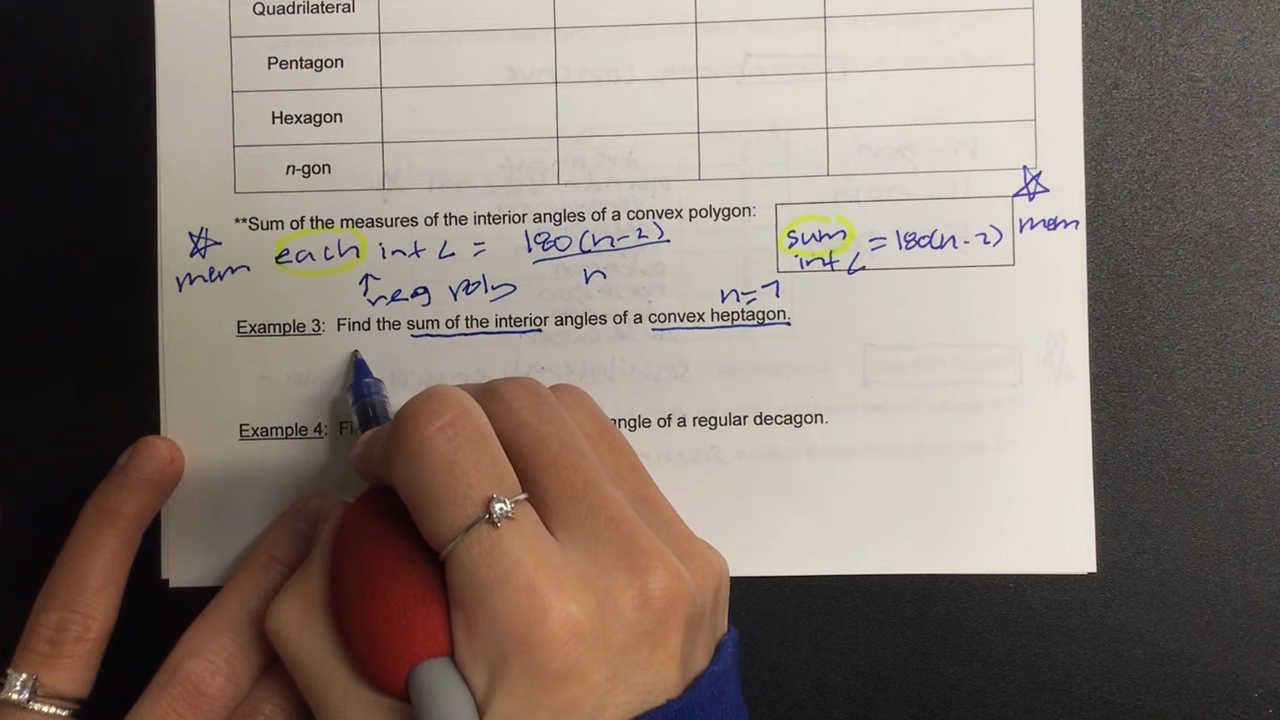 Quadrilateral
Pentagon
Hexagon
n-gon
**Sum of the measures of the interior angles of a convex polygon:
sum int ∠ = 180(n-2)
mem
mem
each int ∠ = 180(n-2)
n
↑ reg poly
n=7
Example 3: Find the sum of the interior angles of a convex heptagon.
Example 4: angle of a regular decagon.